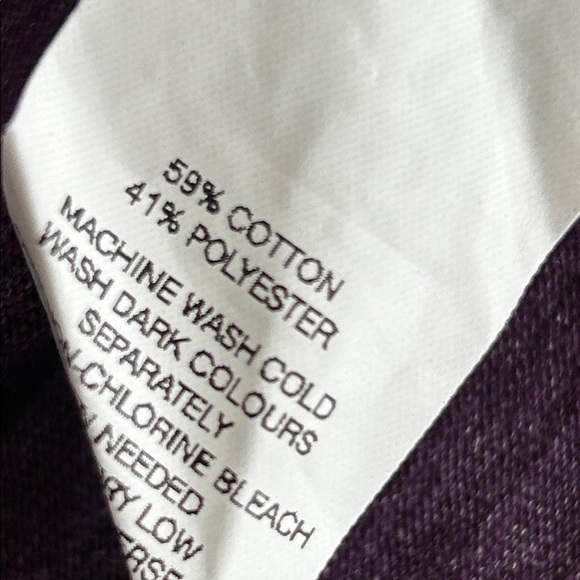 59% COTTON
41% POLYESTER
MACHINE WASH COLD
WASH DARK COLOURS
SEPARATELY
-CHLORINE BLEACH
NEEDED
LOW